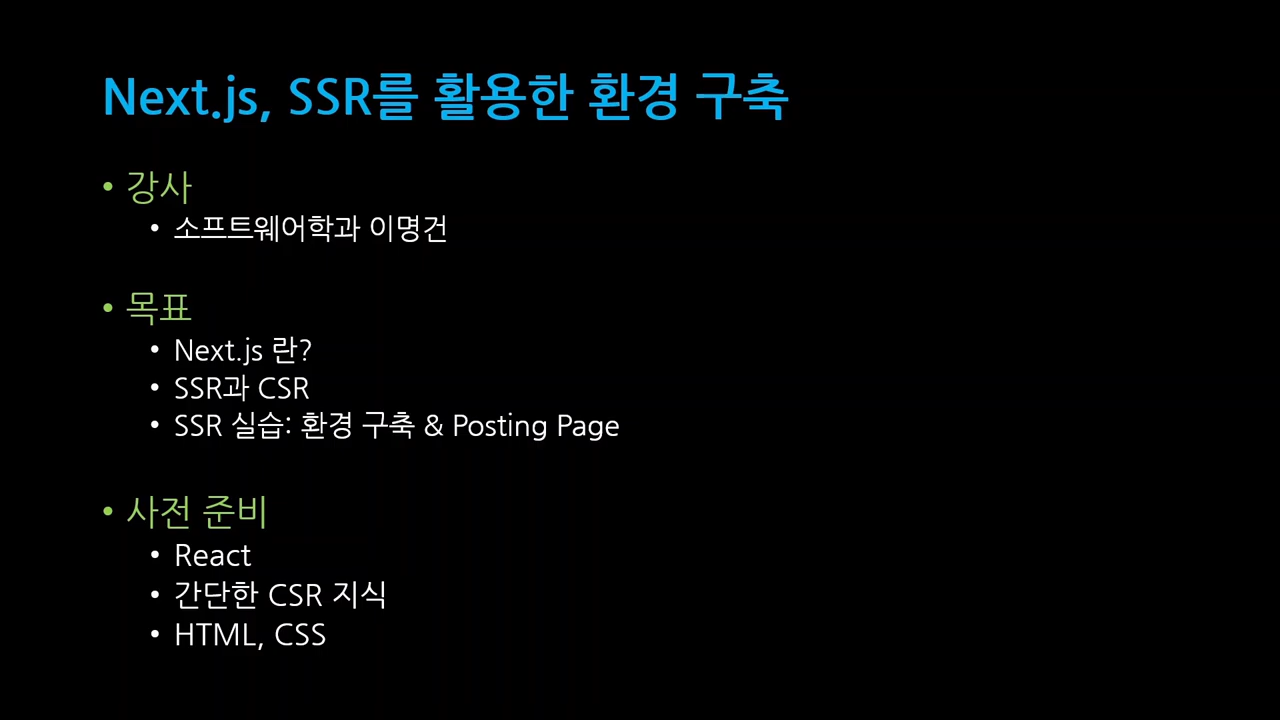 Next.js, SSR를 활용한 환경 구축
• 강사
• 소프트웨어학과 이명건
• 목표
• Next.js 란?
• SSR과 CSR
• SSR 실습: 환경 구축 & Posting Page
• 사전 준비
• React
• 간단한 CSR 지식
• HTML, CSS